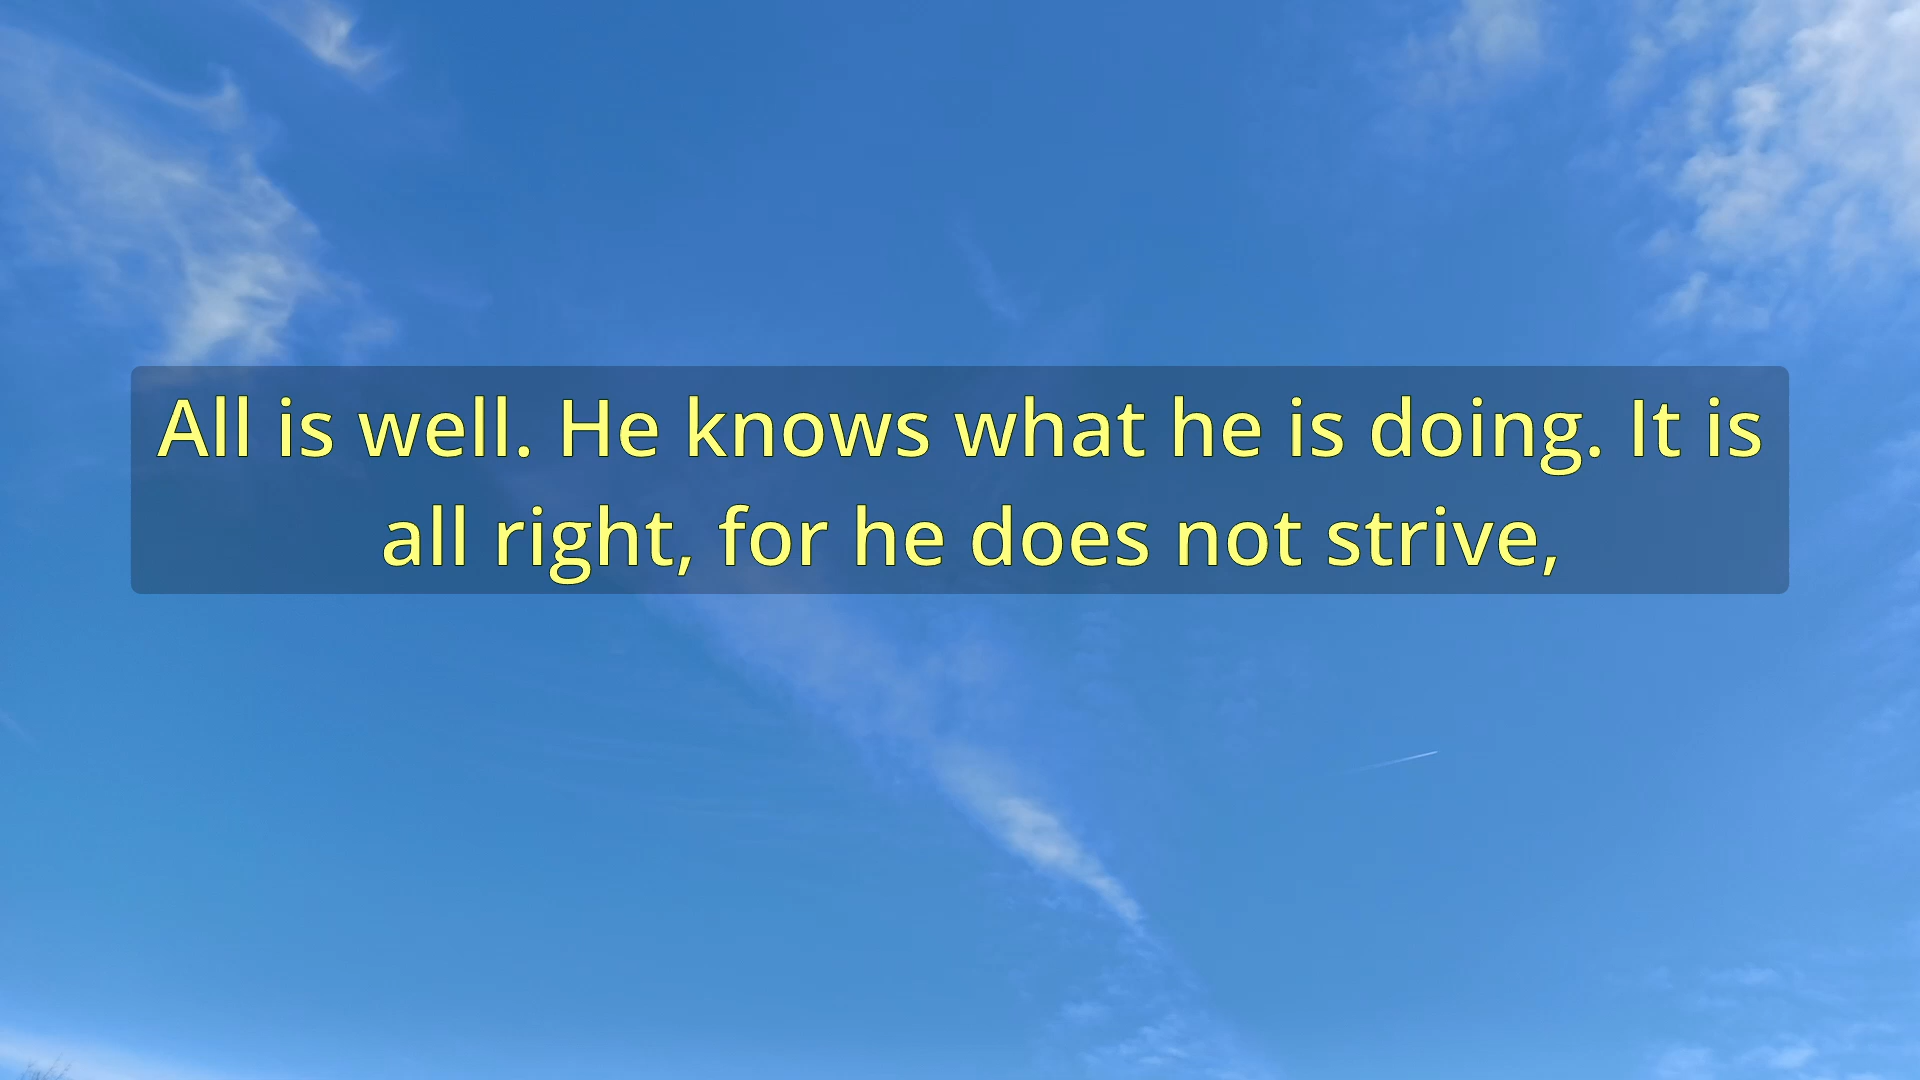 All is well. He knows what he is doing. It is
all right, for he does not strive,